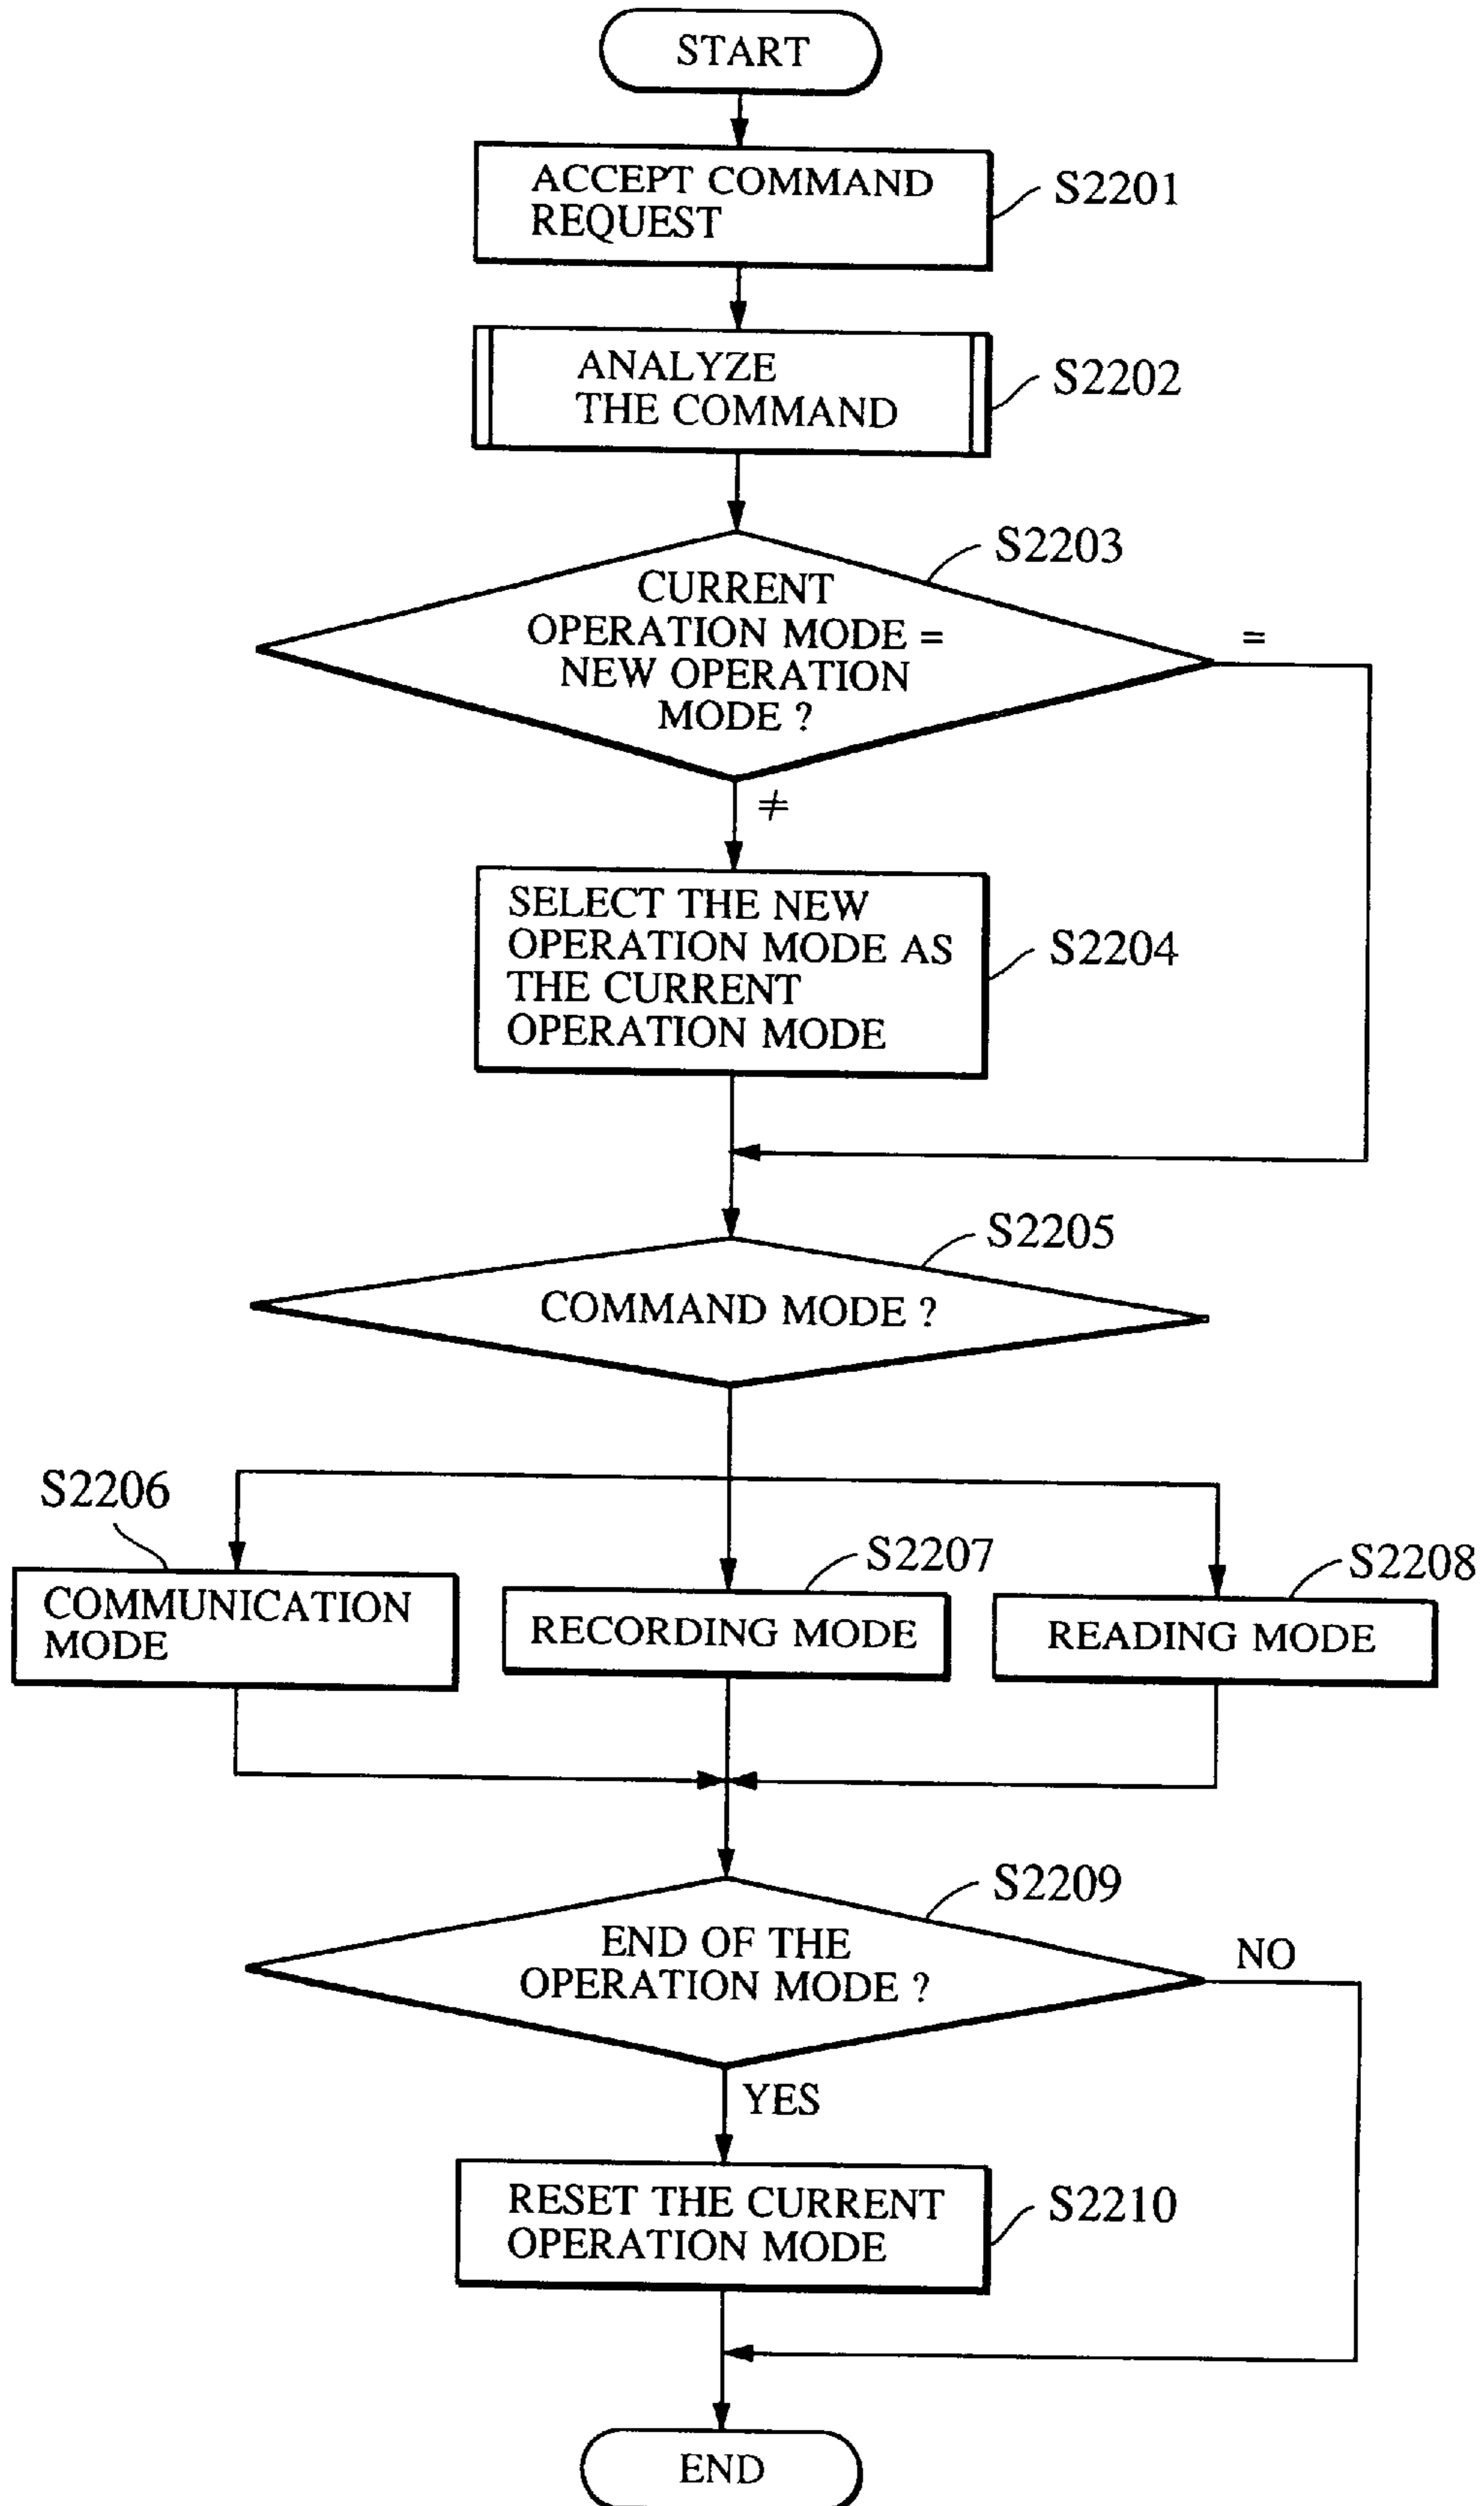 START
ACCEPT COMMAND
REQUEST
S2201
ANALYZE
THE COMMAND
S2202
S2203
CURRENT
OPERATION MODE =
NEW OPERATION
MODE ?
=
≠
SELECT THE NEW
OPERATION MODE AS
THE CURRENT
OPERATION MODE
S2204
S2205
COMMAND MODE ?
S2206
COMMUNICATION
MODE
S2207
RECORDING MODE
S2208
READING MODE
S2209
END OF THE
OPERATION MODE ?
NO
YES
RESET THE CURRENT
OPERATION MODE
S2210
END